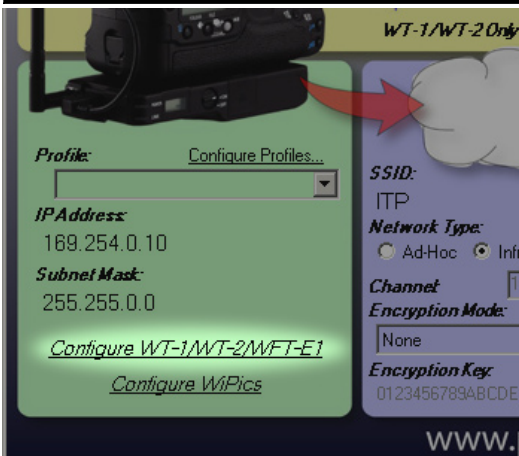 WT-1/WT-2 Only
Profile:
Configure Profiles...
IP Address:
169.254.0.10
Subnet Mask:
255.255.0.0
Configure WT-1/WT-2/WFT-E1
Configure WiPics
SSID:
ITP
Network Type:
Ad-Hoc
Channel:
Encryption Mode:
None
Encryption Key:
0123456789ABCDE
www.